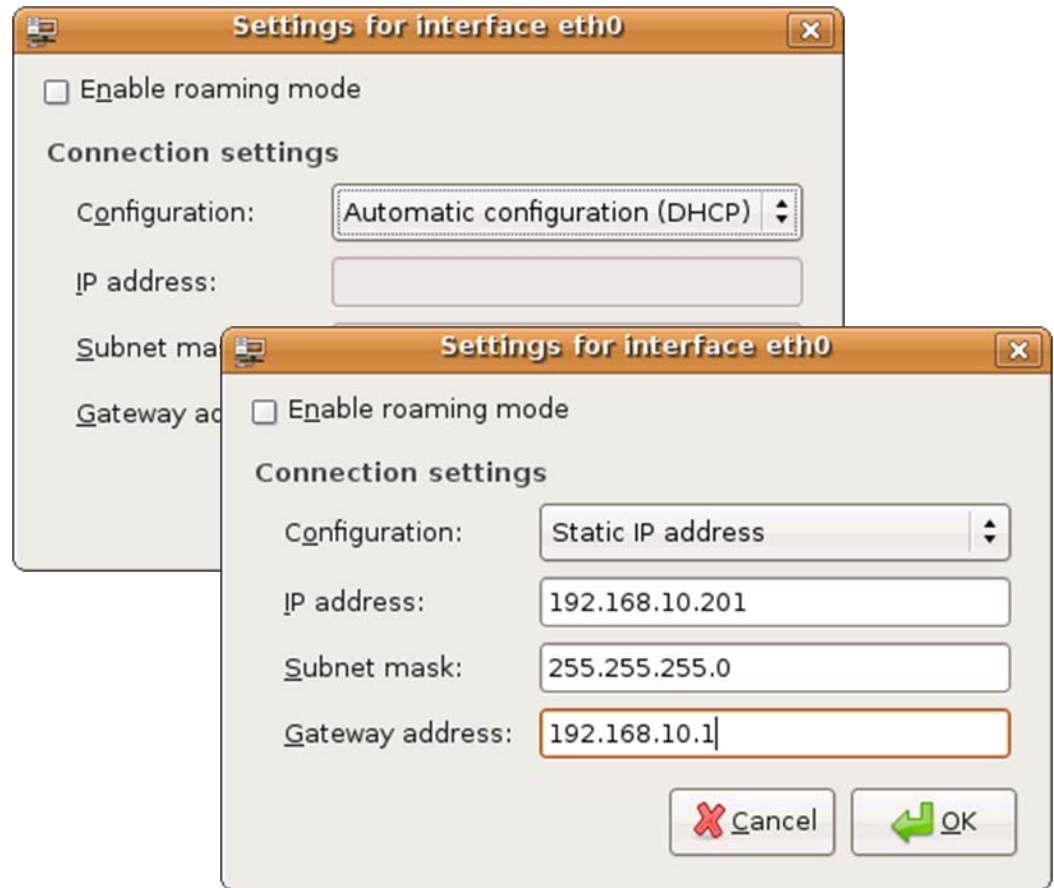 Settings for interface eth0
Enable roaming mode
Connection settings
Configuration: Automatic configuration (DHCP)
IP address:
Subnet
Gateway
Settings for interface eth0
Enable roaming mode
Connection settings
Configuration: Static IP address
IP address: 192.168.10.201
Subnet mask: 255.255.255.0
Gateway address: 192.168.10.1
Cancel OK